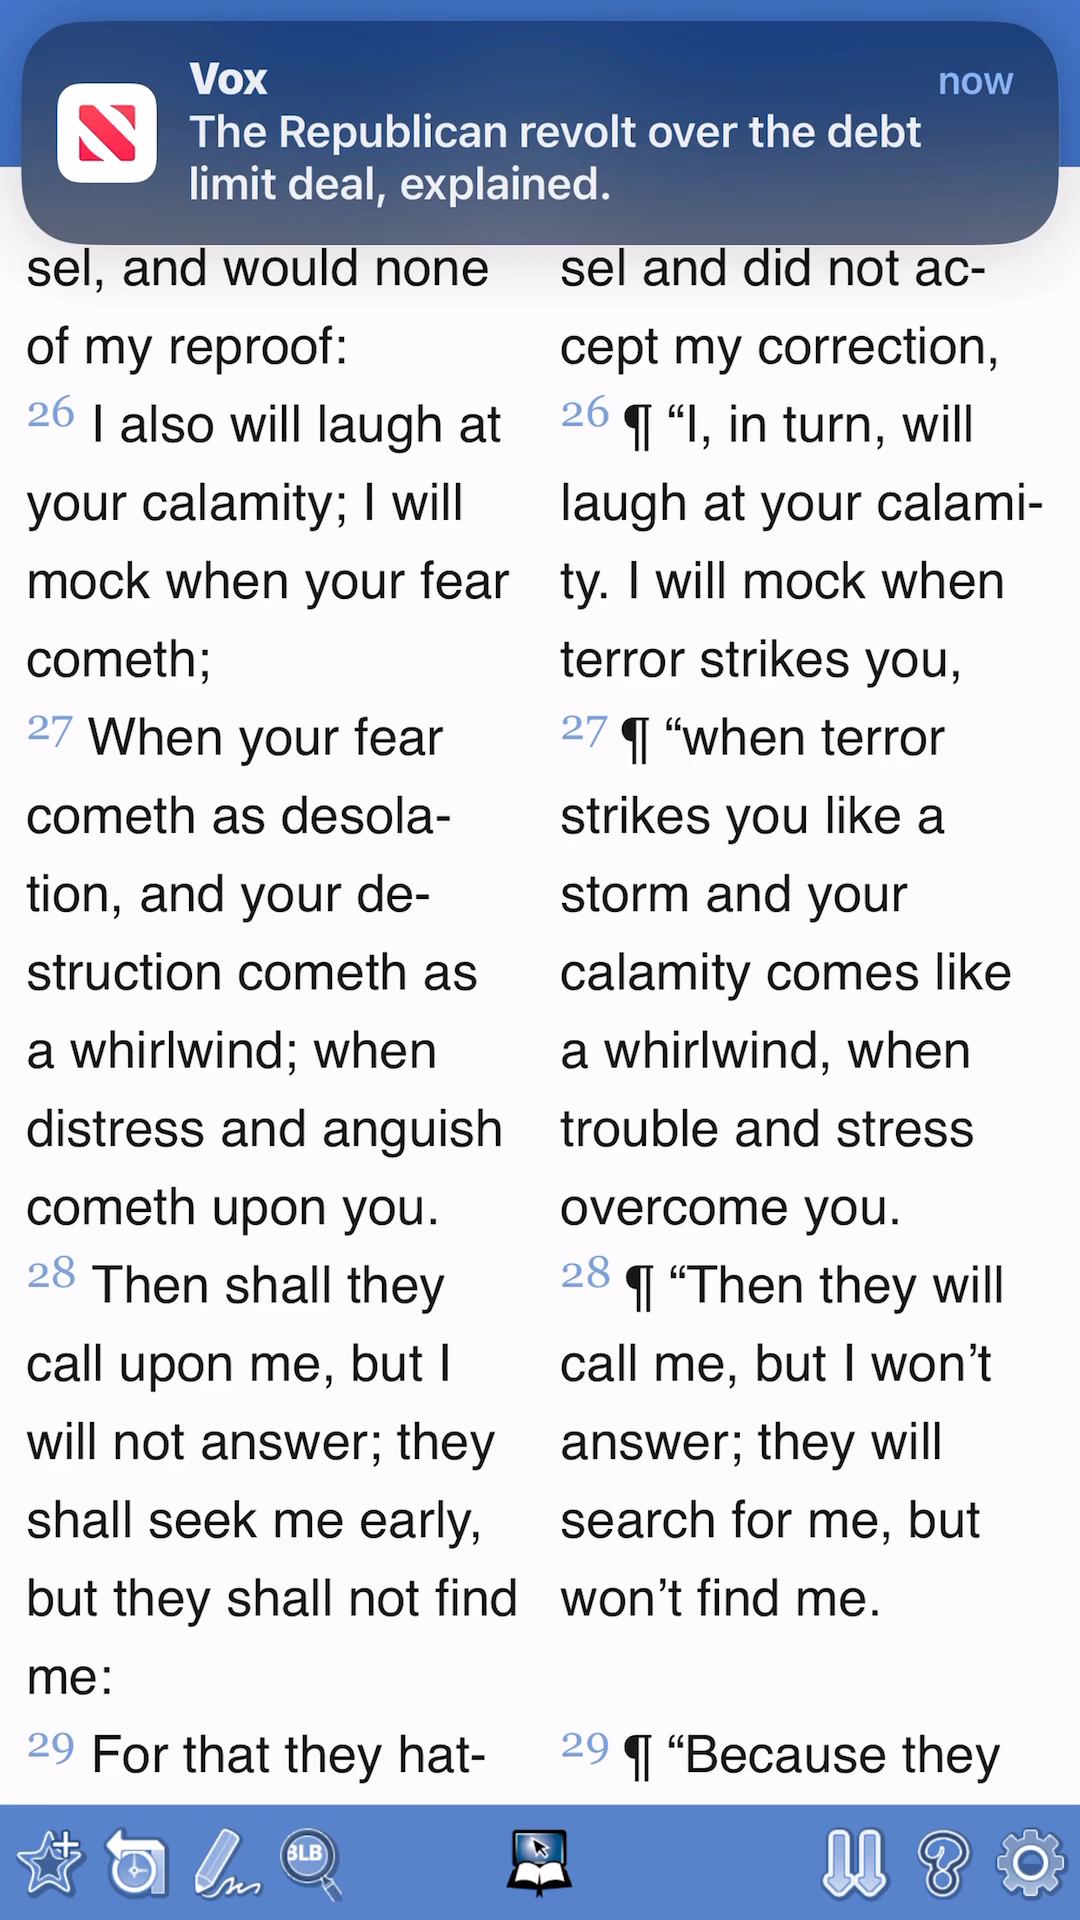 Vox
now
The Republican revolt over the debt
limit deal, explained.
sel, and would none
of my reproof:
26 I also will laugh at
your calamity; I will
mock when your fear
cometh;
27 When your fear
cometh as desola-
tion, and your de-
struction cometh as
a whirlwind; when
distress and anguish
cometh upon you.
28 Then shall they
call upon me, but I
will not answer; they
shall seek me early,
but they shall not find
me:
29 For that they hat-
sel and did not ac-
cept my correction,
26 ¶ “I, in turn, will
laugh at your calami-
ty. I will mock when
terror strikes you,
27 ¶ “when terror
strikes you like a
storm and your
calamity comes like
a whirlwind, when
trouble and stress
overcome you.
28 ¶ “Then they will
call me, but I won’t
answer; they will
search for me, but
won’t find me.
29 ¶ “Because they
BLB